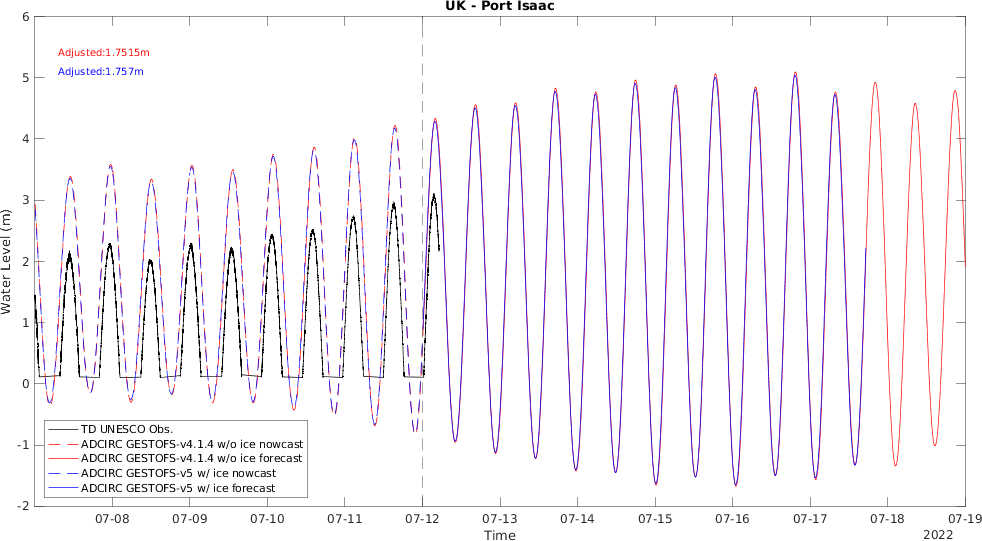 UK - Port Isaac
Adjusted:1.7515m
Adjusted:1.757m
6
5
4
3
2
1
0
-1
-2
Water Level (m)
TD UNESCO Obs.
ADCIRC GESTOFS-v4.1.4 w/o ice nowcast
ADCIRC GESTOFS-v4.1.4 w/o ice forecast
ADCIRC GESTOFS-v5 w/ ice nowcast
ADCIRC GESTOFS-v5 w/ ice forecast
07-08 07-09 07-10 07-11 07-12 07-13 07-14 07-15 07-16 07-17 07-18 07-19
Time
2022